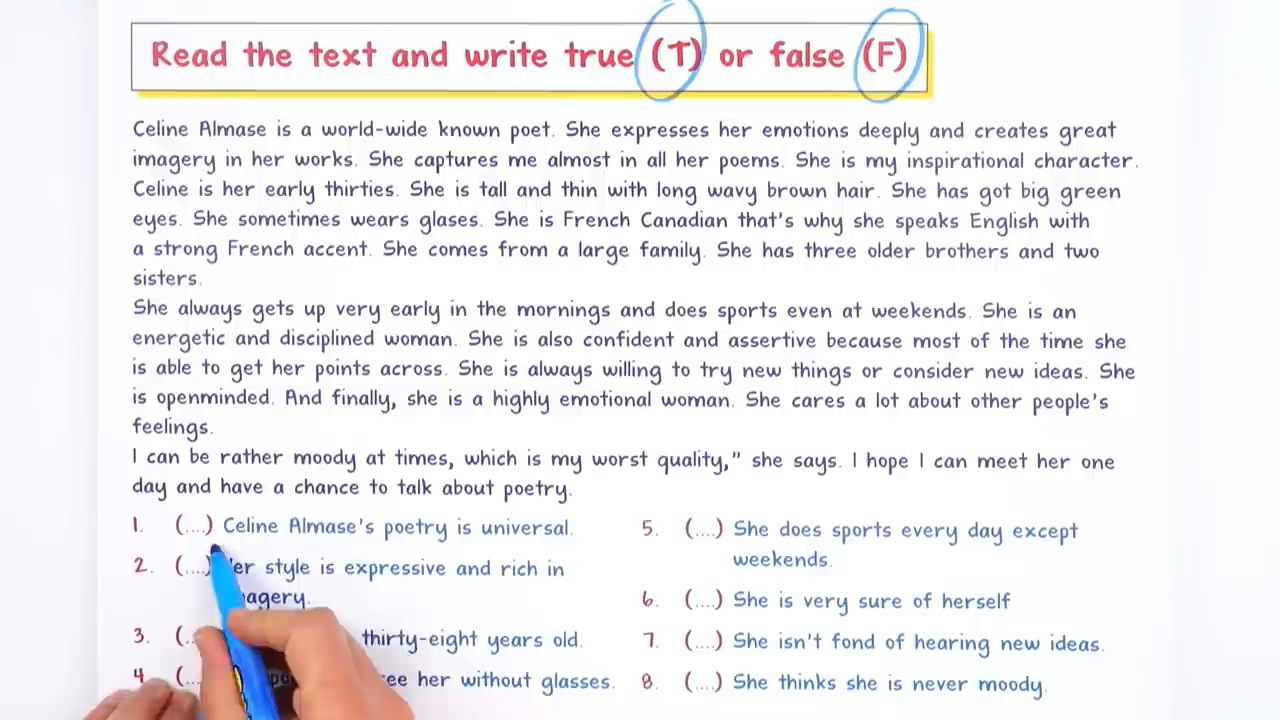 Read the text and write true (T) or false (F)
Celine Almase is a world-wide known poet. She expresses her emotions deeply and creates great
imagery in her works. She captures me almost in all her poems. She is my inspirational character.
Celine is her early thirties. She is tall and thin with long wavy brown hair. She has got big green
eyes. She sometimes wears glases. She is French Canadian that's why she speaks English with
a strong French accent. She comes from a large family. She has three older brothers and two
sisters.
She always gets up very early in the mornings and does sports even at weekends. She is an
energetic and disciplined woman. She is also confident and assertive because most of the time she
is able to get her points across. She is always willing to try new things or consider new ideas. She
is openminded. And finally, she is a highly emotional woman. She cares a lot about other people's
feelings.
I can be rather moody at times, which is my worst quality," she says. I hope I can meet her one
day and have a chance to talk about poetry.
1. (....) Celine Almase's poetry is universal.
2. (....) style is expressive and rich in
3. thirty-eight years old.
4. her without glasses.
5. (....) She does sports every day except
weekends.
6. (....) She is very sure of herself
7. (....) She isn't fond of hearing new ideas.
8. (....) She thinks she is never moody.